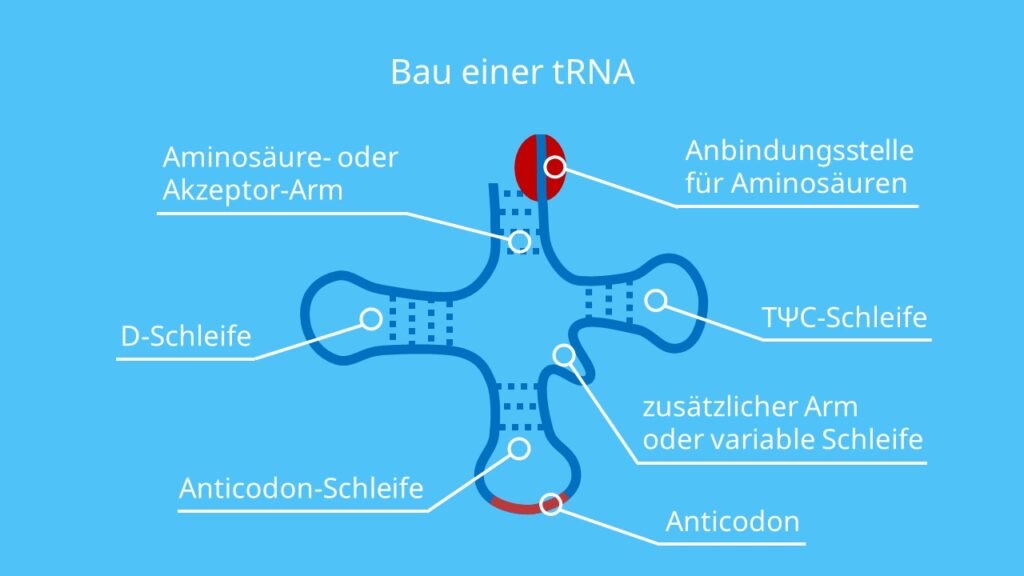 Bau einer tRNA
Aminosäure- oder
Akzeptor-Arm
Anbindungsstelle
für Aminosäuren
D-Schleife
TΨC-Schleife
zusätzlicher Arm
oder variable Schleife
Anticodon-Schleife
Anticodon